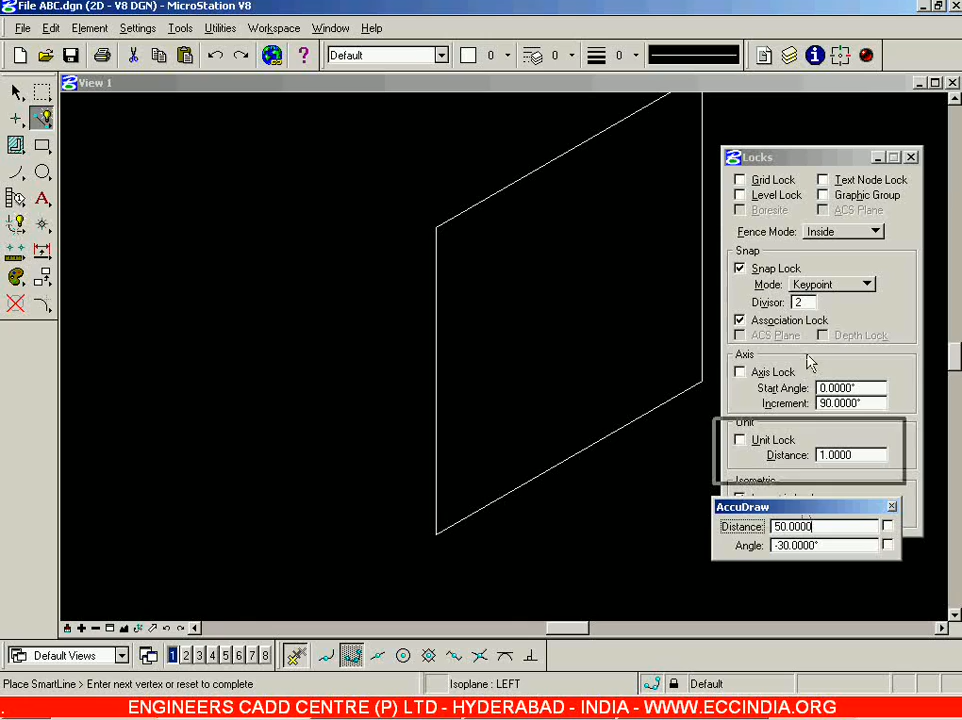 File ABC.dgn (2D - V8 DGN) - MicroStation V8
File Edit Element Settings Tools Utilities Workspace Window Help
Default 0 0 0
View 1
Locks
Grid Lock Text Node Lock
Level Lock Graphic Group
Boresite ACS Plane
Fence Mode: Inside
Snap
Snap Lock
Mode: Keypoint
Divisor: 2
Association Lock
ACS Plane Depth Lock
Axis
Axis Lock
Start Angle: 0.0000°
Increment: 90.0000°
Unit
Unit Lock
Distance: 1.0000
Isometric
AccuDraw
Distance: 50.0000
Angle: -30.0000°
Default Views 1 2 3 4 5 6 7 8
Place SmartLine > Enter next vertex or reset to complete Isoplane : LEFT Default
ENGINEERS CADD CENTRE (P) LTD - HYDERABAD - INDIA - WWW.ECCINDIA.ORG